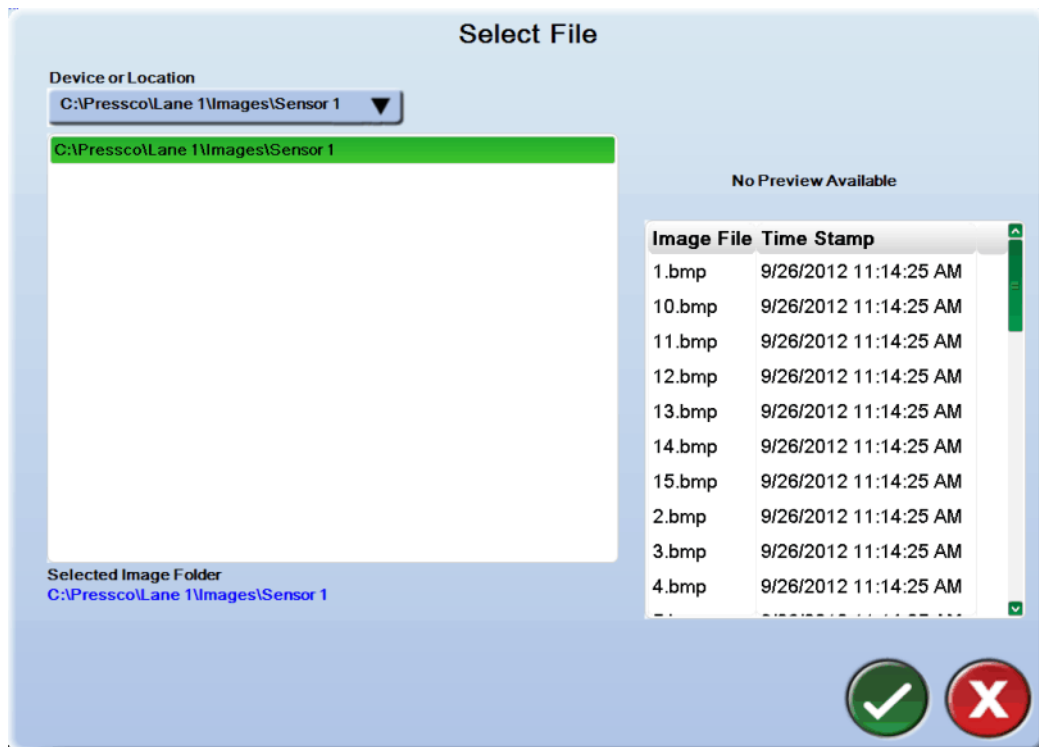 Select File
Device or Location
C:\Pressco\Lane 1\Images\Sensor 1
C:\Pressco\Lane 1\Images\Sensor 1
No Preview Available
Image File Time Stamp
1.bmp 9/26/2012 11:14:25 AM
10.bmp 9/26/2012 11:14:25 AM
11.bmp 9/26/2012 11:14:25 AM
12.bmp 9/26/2012 11:14:25 AM
13.bmp 9/26/2012 11:14:25 AM
14.bmp 9/26/2012 11:14:25 AM
15.bmp 9/26/2012 11:14:25 AM
2.bmp 9/26/2012 11:14:25 AM
3.bmp 9/26/2012 11:14:25 AM
4.bmp 9/26/2012 11:14:25 AM
Selected Image Folder
C:\Pressco\Lane 1\Images\Sensor 1